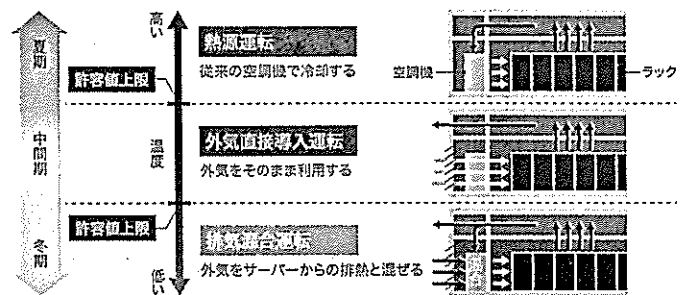 高い
夏期
熱源運転
従来の空調機で冷却する
空調機
ラック
許容値上限
中間期
温度
外気直接導入運転
外気をそのまま利用する
許容値上限
冬期
排気混合運転
外気をサーバーからの排熱と混ぜる
低い